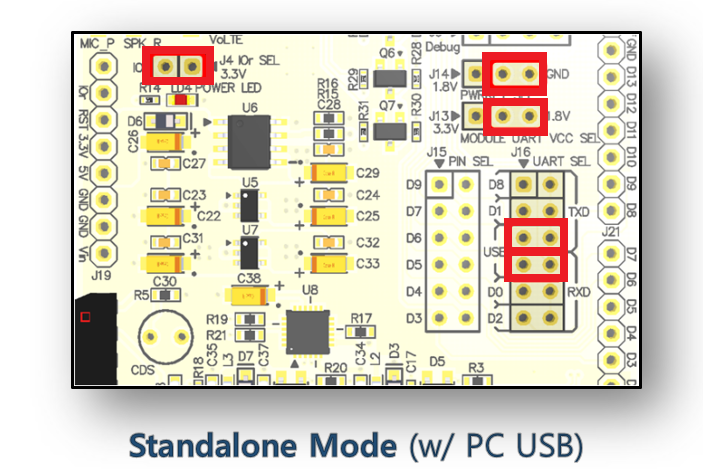 VoLTE
MIC_P SPK_R
J4 IOr SEL
3.3V
R14 LD4 POWER LED
IOr
RST
3.3V
5V
GND
GND
Vin
J19
D6
C26
C27
C23
C22
C31
C25
C24
C29
C32
C33
C30
R5
CDS
U6
U5
U7
R16
R15
C28
C38
U8
R19
R21
R17
R18
C35
L3
D7
C37
R20
C34
L2
D3
C17
D5
R3
Q6
R28
R29
Q7
R31
R30
Debug
J14
1.8V
GND
J13
3.3V
1.8V
MODULE UART VCC SEL
J15 PIN SEL
D9
D7
D6
D5
D4
D3
J16 UART SEL
D8
D1 TXD
USB
D0 RXD
D2
GND
D13
D12
D11
D10
D9
D8
J21
D7
D6
D5
D4
D3
Standalone Mode (w/ PC USB)